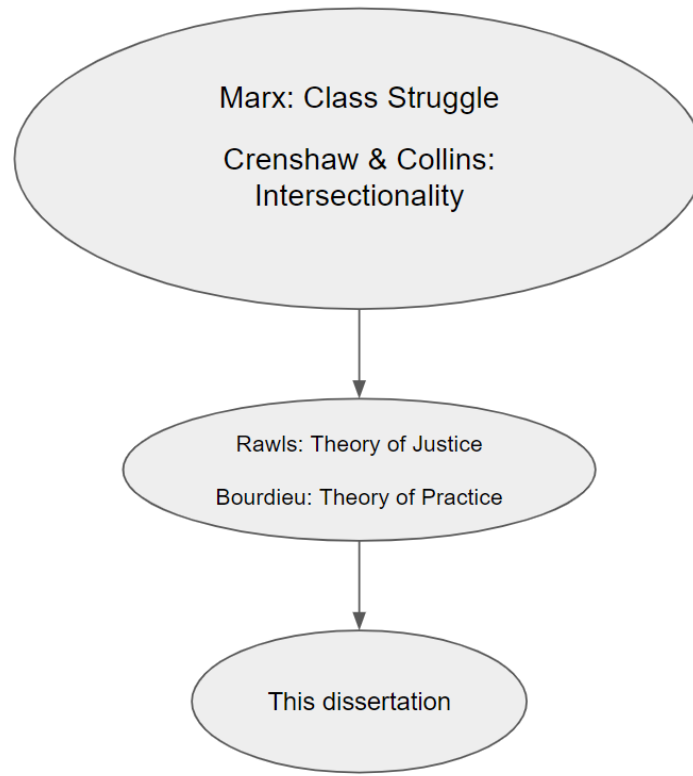 Marx: Class Struggle
Crenshaw & Collins:
Intersectionality
Rawls: Theory of Justice
Bourdieu: Theory of Practice
This dissertation